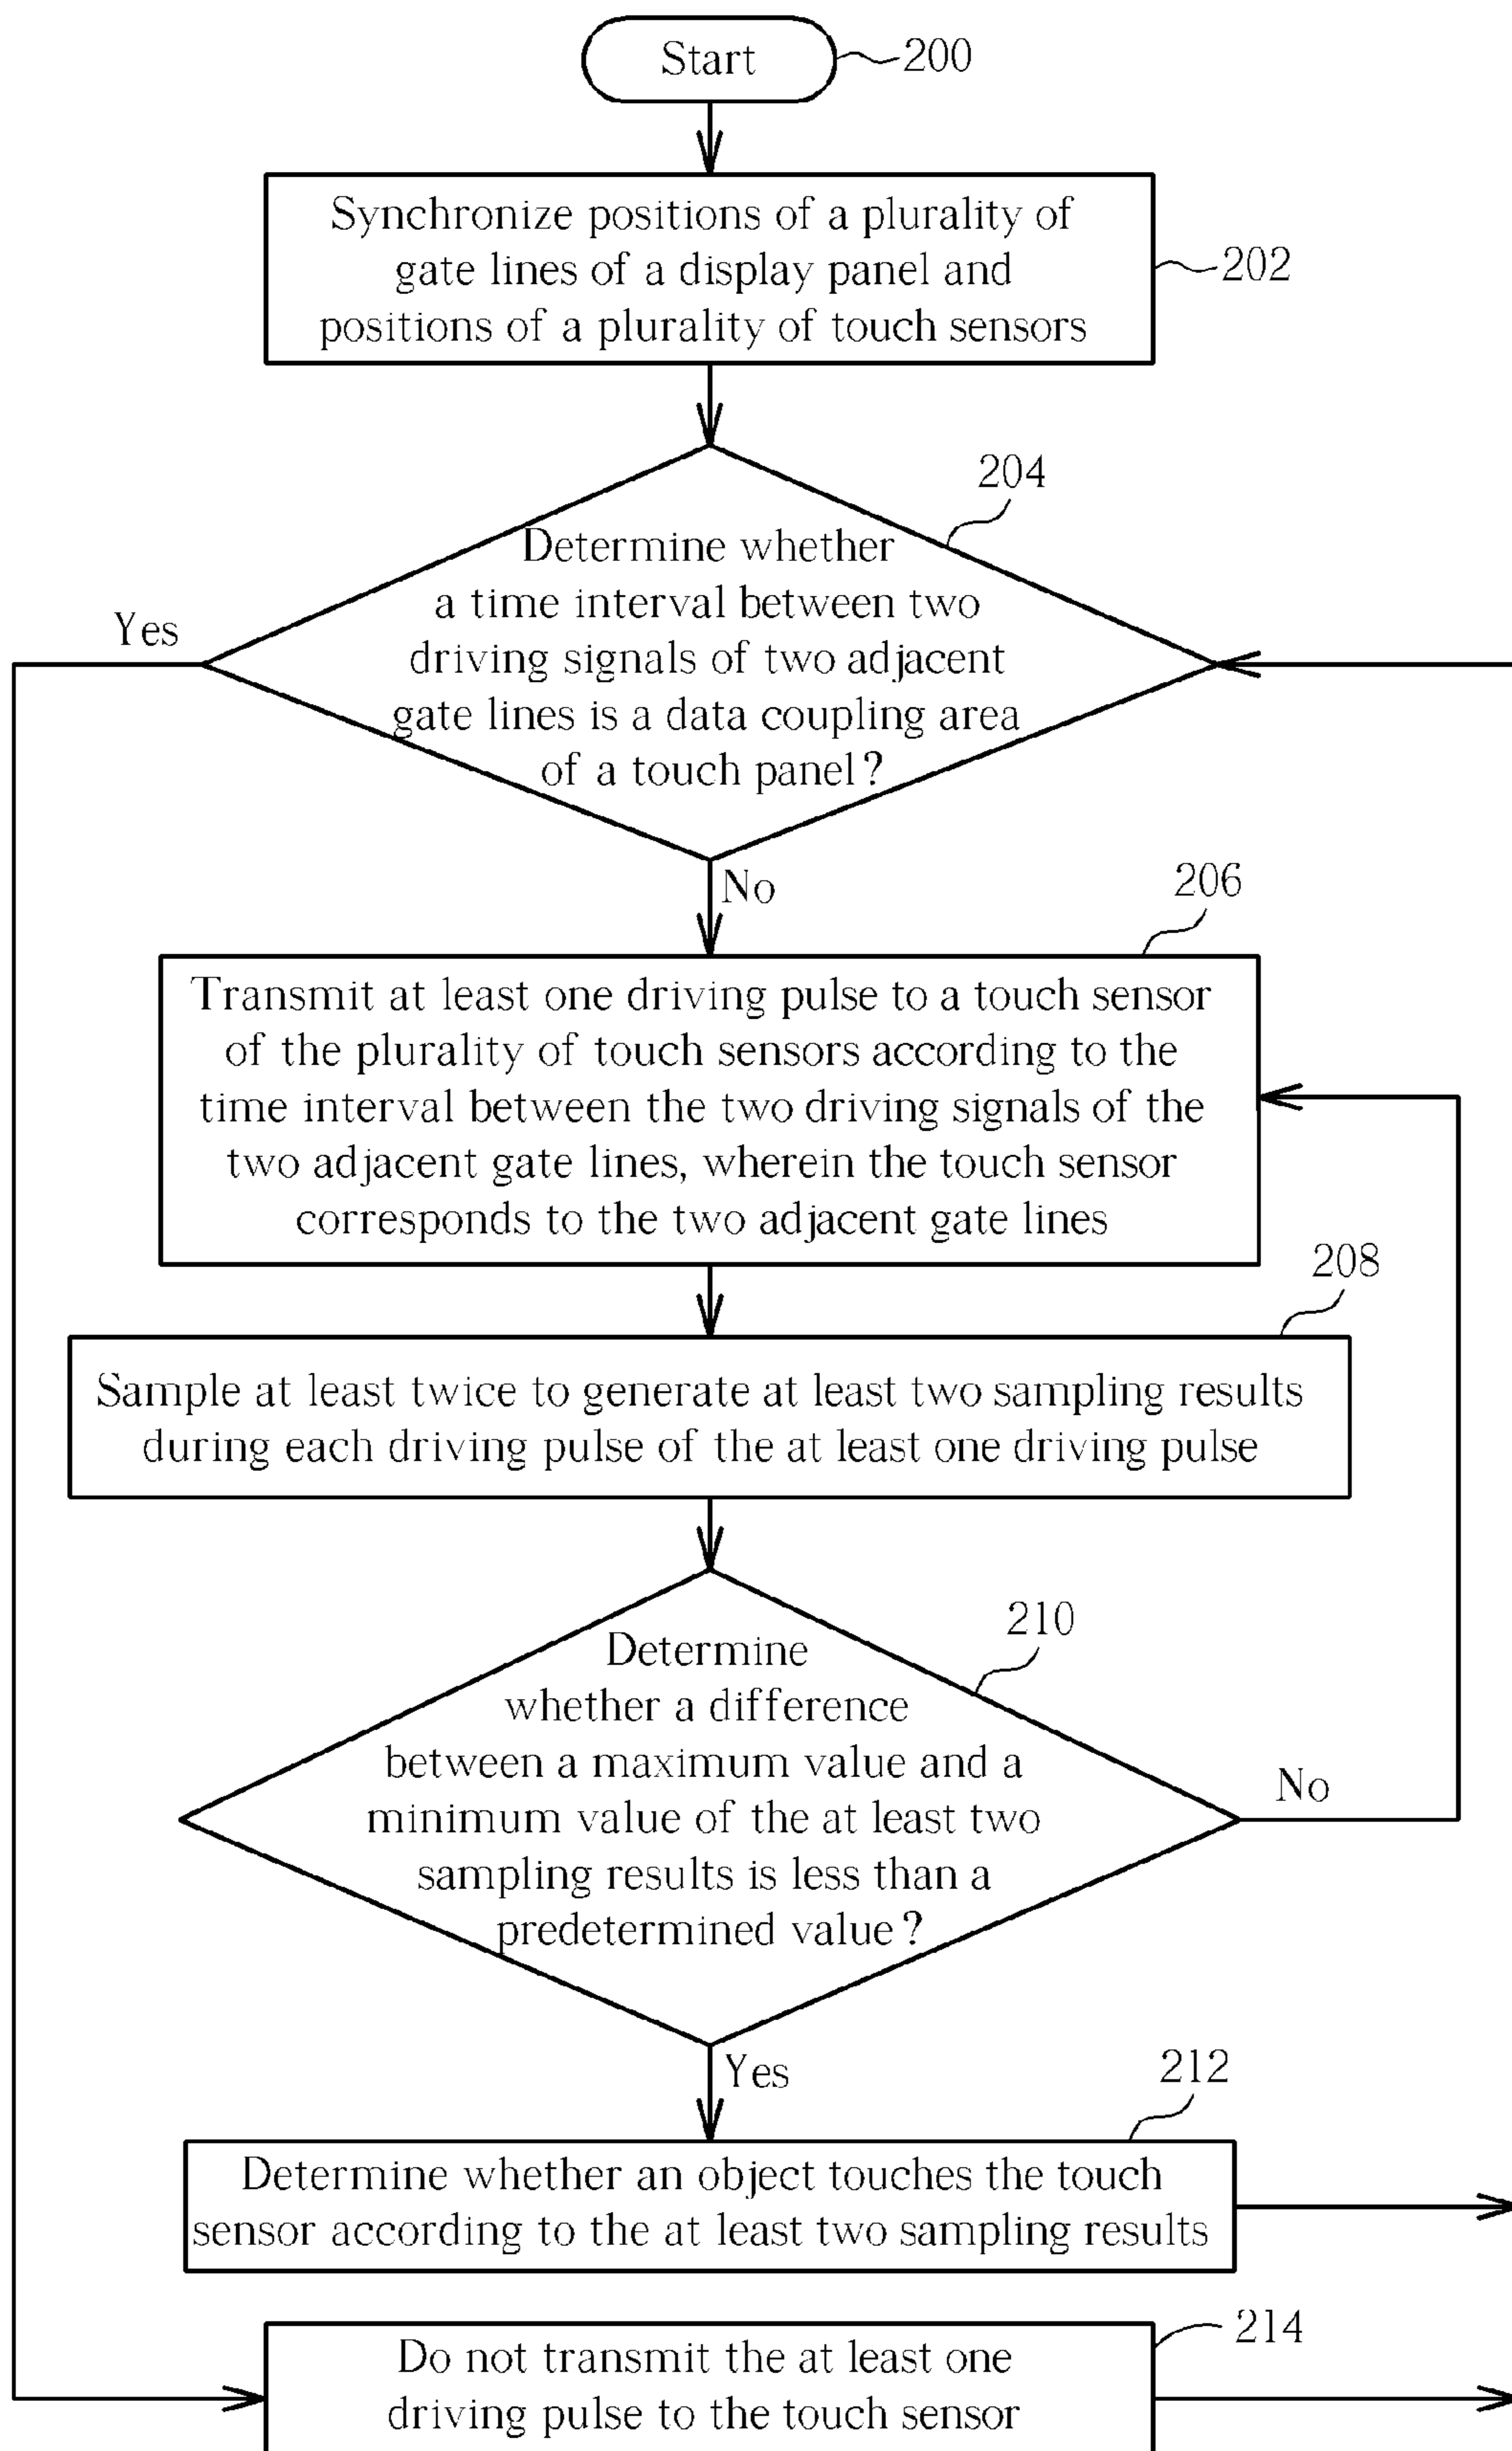 Start
200
Synchronize positions of a plurality of
gate lines of a display panel and
positions of a plurality of touch sensors
202
204
Determine whether
a time interval between two
driving signals of two adjacent
gate lines is a data coupling area
of a touch panel?
Yes
No
206
Transmit at least one driving pulse to a touch sensor
of the plurality of touch sensors according to the
time interval between the two driving signals of the
two adjacent gate lines, wherein the touch sensor
corresponds to the two adjacent gate lines
208
Sample at least twice to generate at least two sampling results
during each driving pulse of the at least one driving pulse
210
Determine
whether a difference
between a maximum value and a
minimum value of the at least two
sampling results is less than a
predetermined value?
No
Yes
212
Determine whether an object touches the touch
sensor according to the at least two sampling results
214
Do not transmit the at least one
driving pulse to the touch sensor